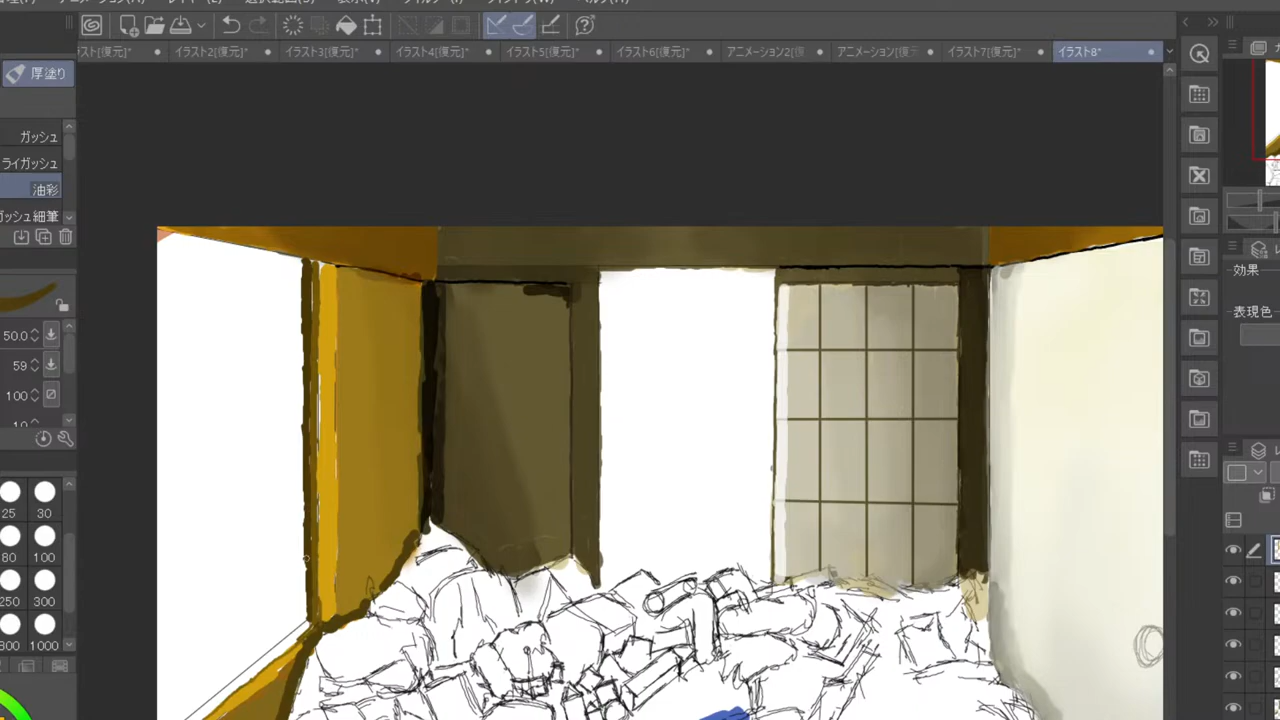 イラスト2[復元]*
イラスト3[復元]*
イラスト4[復元]*
イラスト5[復元]*
イラスト6[復元]*
アニメーション2[復
アニメーション[復元
イラスト7[復元]*
イラスト8*
厚塗り
ガッシュ
ライガッシュ
油彩
ガッシュ細筆
50.0
59
100
効果
表現色
25
30
80
100
250
300
800
1000